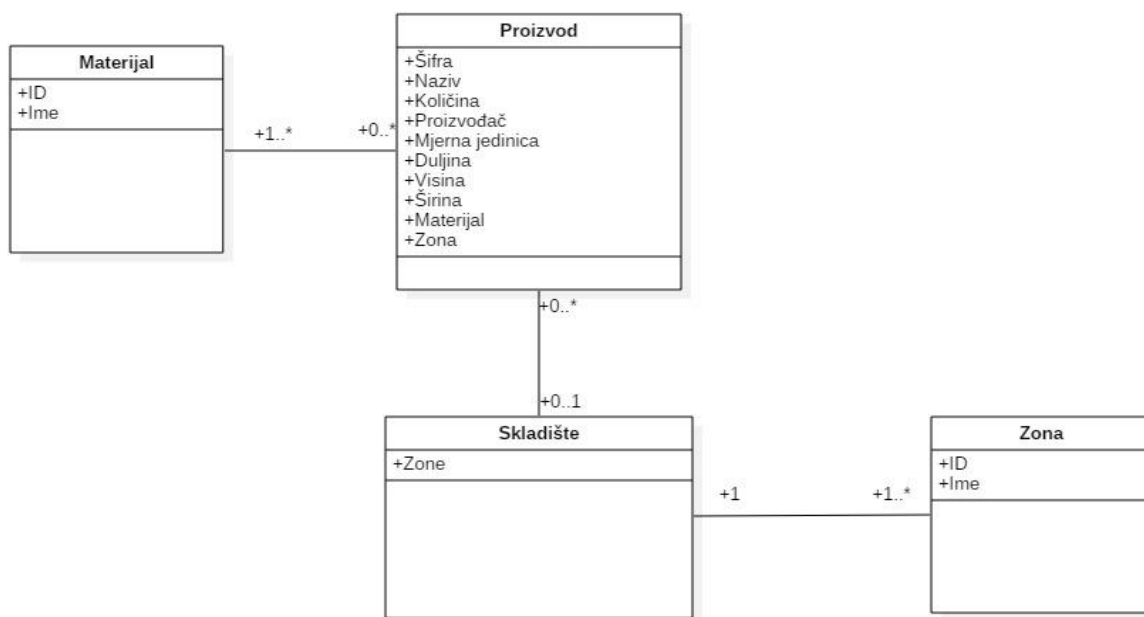 Materijal
+ID
+Ime
+1..*
+0..*
Proizvod
+Šifra
+Naziv
+Količina
+Proizvođač
+Mjerna jedinica
+Duljina
+Visina
+Širina
+Materijal
+Zona
+0..*
+0..1
Skladište
+Zone
+1
+1..*
Zona
+ID
+Ime